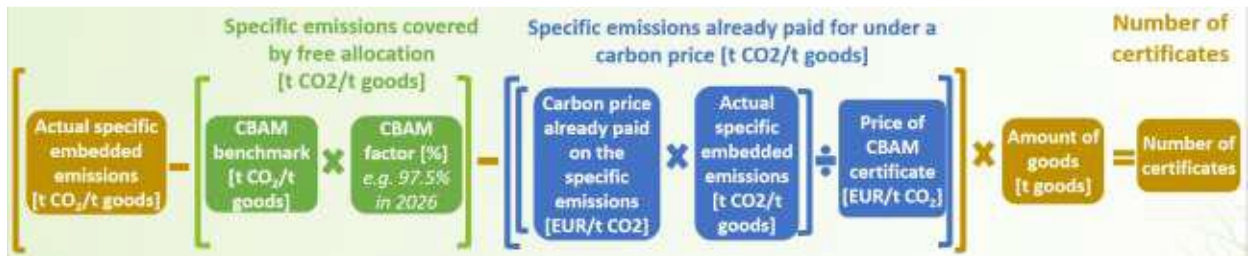 Specific emissions covered
by free allocation
[t CO2/t goods]
Specific emissions already paid for under a
carbon price [t CO2/t goods]
Number of
certificates
[
Actual specific
embedded
emissions
[t CO₂/t goods]
-
[
CBAM
benchmark
[t CO₂/t
goods]
×
CBAM
factor [%]
e.g. 97.5%
in 2026
]
-
[
[
Carbon price
already paid
on the
specific
emissions
[EUR/t CO2]
×
Actual
specific
embedded
emissions
[t CO2/t
goods]
]
÷
Price of
CBAM
certificate
[EUR/t CO₂]
]
]
×
Amount of
goods
[t goods]
=
Number of
certificates